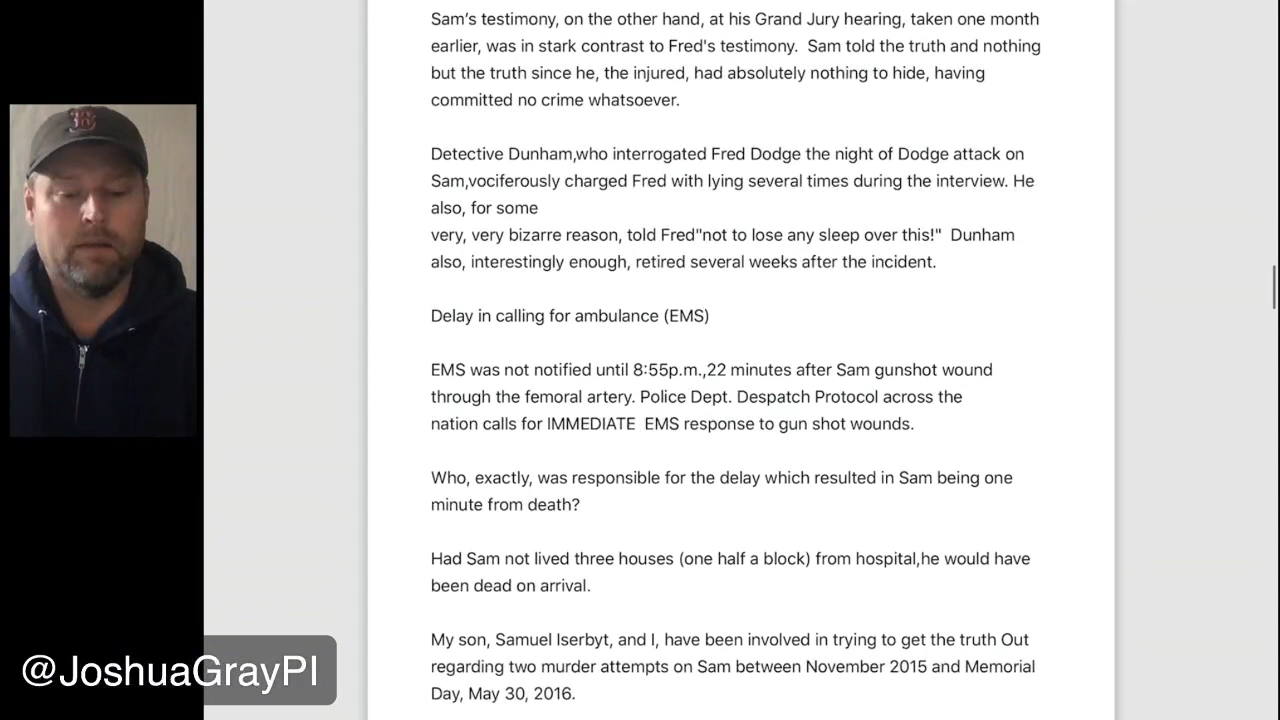 Sam’s testimony, on the other hand, at his Grand Jury hearing, taken one month
earlier, was in stark contrast to Fred's testimony.  Sam told the truth and nothing
but the truth since he, the injured, had absolutely nothing to hide, having
committed no crime whatsoever.
Detective Dunham,who interrogated Fred Dodge the night of Dodge attack on
Sam,vociferously charged Fred with lying several times during the interview. He
also, for some
very, very bizarre reason, told Fred"not to lose any sleep over this!"  Dunham
also, interestingly enough, retired several weeks after the incident.
Delay in calling for ambulance (EMS)
EMS was not notified until 8:55p.m.,22 minutes after Sam gunshot wound
through the femoral artery. Police Dept. Despatch Protocol across the
nation calls for IMMEDIATE  EMS response to gun shot wounds.
Who, exactly, was responsible for the delay which resulted in Sam being one
minute from death?
Had Sam not lived three houses (one half a block) from hospital,he would have
been dead on arrival.
My son, Samuel Iserbyt, and I, have been involved in trying to get the truth Out
regarding two murder attempts on Sam between November 2015 and Memorial
Day, May 30, 2016.
B
@JoshuaGrayPI